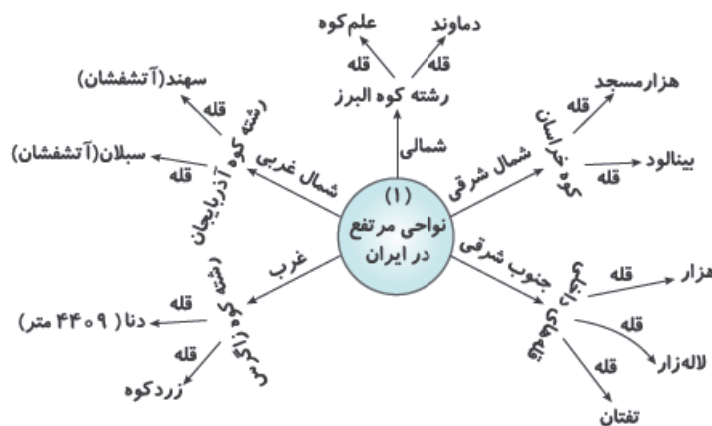 (۱)
نواحی مرتفع
در ایران
شمالی
رشته کوه البرز
قله
دماوند
قله
علم‌کوه
شمال شرقی
کوه خراسان
قله
هزارمسجد
قله
بینالود
جنوب شرقی
قله‌های داخلی
قله
هزار
قله
لاله‌زار
قله
تفتان
غرب
رشته کوه زاگرس
قله
دنا ( ۴۴۰۹ متر)
قله
زردکوه
شمال غربی
رشته کوه آذربایجان
قله
سهند(آتشفشان)
قله
سبلان(آتشفشان)